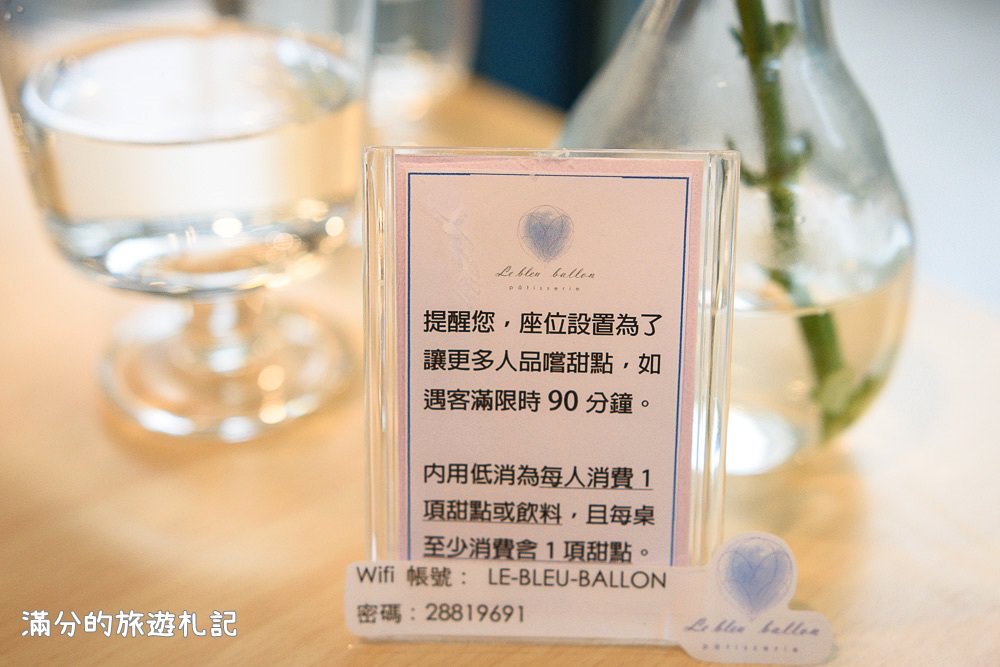 Le bleu ballon
pâtisserie
提醒您，座位設置為了
讓更多人品嚐甜點，如
遇客滿限時 90 分鐘。
內用低消為每人消費 1
項甜點或飲料，且每桌
至少消費含 1 項甜點。
Wifi 帳號： LE-BLEU-BALLON
密碼：28819691
Le bleu ballon
pâtisserie
滿分的旅遊札記